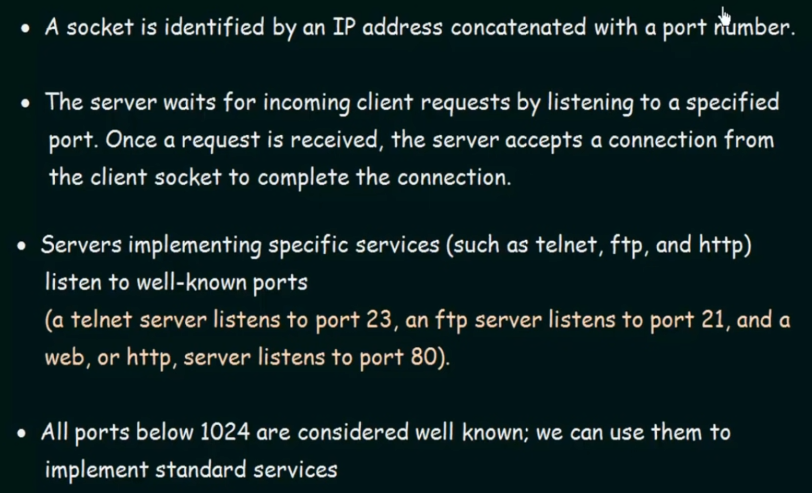 • A socket is identified by an IP address concatenated with a port number.
• The server waits for incoming client requests by listening to a specified
port. Once a request is received, the server accepts a connection from
the client socket to complete the connection.
• Servers implementing specific services (such as telnet, ftp, and http)
listen to well-known ports
(a telnet server listens to port 23, an ftp server listens to port 21, and a
web, or http, server listens to port 80).
• All ports below 1024 are considered well known; we can use them to
implement standard services